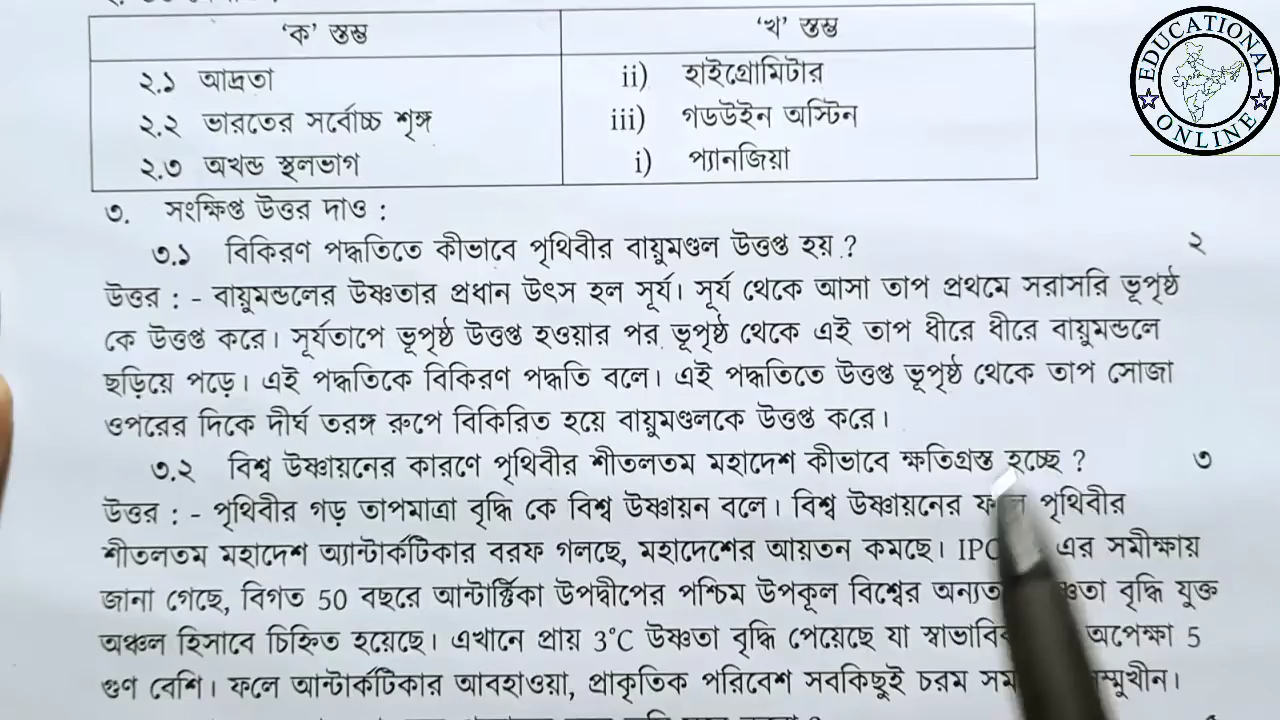 'ক' স্তম্ভ 'খ' স্তম্ভ
২.১ আদ্রতা ii) হাইগ্রোমিটার
২.২ ভারতের সর্বোচ্চ শৃঙ্গ iii) গডউইন অস্টিন
২.৩ অখন্ড স্থলভাগ i) প্যানজিয়া
৩. সংক্ষিপ্ত উত্তর দাও :
৩.১ বিকিরণ পদ্ধতিতে কীভাবে পৃথিবীর বায়ুমণ্ডল উত্তপ্ত হয় ? ২
উত্তর : - বায়ুমন্ডলের উষ্ণতার প্রধান উৎস হল সূর্য। সূর্য থেকে আসা তাপ প্রথমে সরাসরি ভূপৃষ্ঠ
কে উত্তপ্ত করে। সূর্যতাপে ভূপৃষ্ঠ উত্তপ্ত হওয়ার পর ভূপৃষ্ঠ থেকে এই তাপ ধীরে ধীরে বায়ুমন্ডলে
ছড়িয়ে পড়ে। এই পদ্ধতিকে বিকিরণ পদ্ধতি বলে। এই পদ্ধতিতে উত্তপ্ত ভূপৃষ্ঠ থেকে তাপ সোজা
ওপরের দিকে দীর্ঘ তরঙ্গ রুপে বিকিরিত হয়ে বায়ুমণ্ডলকে উত্তপ্ত করে।
৩.২ বিশ্ব উষ্ণায়নের কারণে পৃথিবীর শীতলতম মহাদেশ কীভাবে ক্ষতিগ্রস্ত হচ্ছে ? ৩
উত্তর : - পৃথিবীর গড় তাপমাত্রা বৃদ্ধি কে বিশ্ব উষ্ণায়ন বলে। বিশ্ব উষ্ণায়নের পৃথিবীর
শীতলতম মহাদেশ অ্যান্টার্কটিকার বরফ গলছে, মহাদেশের আয়তন কমছে। এর সমীক্ষায়
জানা গেছে, বিগত 50 বছরে আন্টার্ক্টিকা উপদ্বীপের পশ্চিম উপকূল বিশ্বের বৃদ্ধি যুক্ত
অঞ্চল হিসাবে চিহ্নিত হয়েছে। এখানে প্রায় 3°C উষ্ণতা বৃদ্ধি পেয়েছে যা অপেক্ষা 5
গুণ বেশি। ফলে আন্টার্কটিকার আবহাওয়া, প্রাকৃতিক পরিবেশ সবকিছুই চরম
EDUCATIONAL
ONLINE